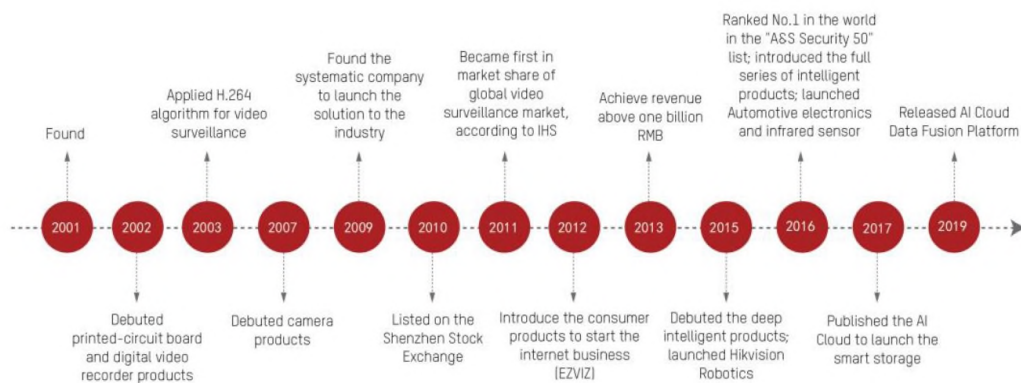 Found
Applied H.264
algorithm for video
surveillance
Found the
systematic company
to launch the
solution to the
industry
Became first in
market share of
global video
surveillance market,
according to IHS
Achieve revenue
above one billion
RMB
Ranked No.1 in the world
in the "A&S Security 50"
list; introduced the full
series of intelligent
products; launched
Automotive electronics
and infrared sensor
Released AI Cloud
Data Fusion Platform
2001
2002
2003
2007
2009
2010
2011
2012
2013
2015
2016
2017
2019
Debuted
printed-circuit board
and digital video
recorder products
Debuted camera
products
Listed on the
Shenzhen Stock
Exchange
Introduce the consumer
products to start the
internet business
(EZVIZ)
Debuted the deep
intelligent products;
launched Hikvision
Robotics
Published the AI
Cloud to launch the
smart storage